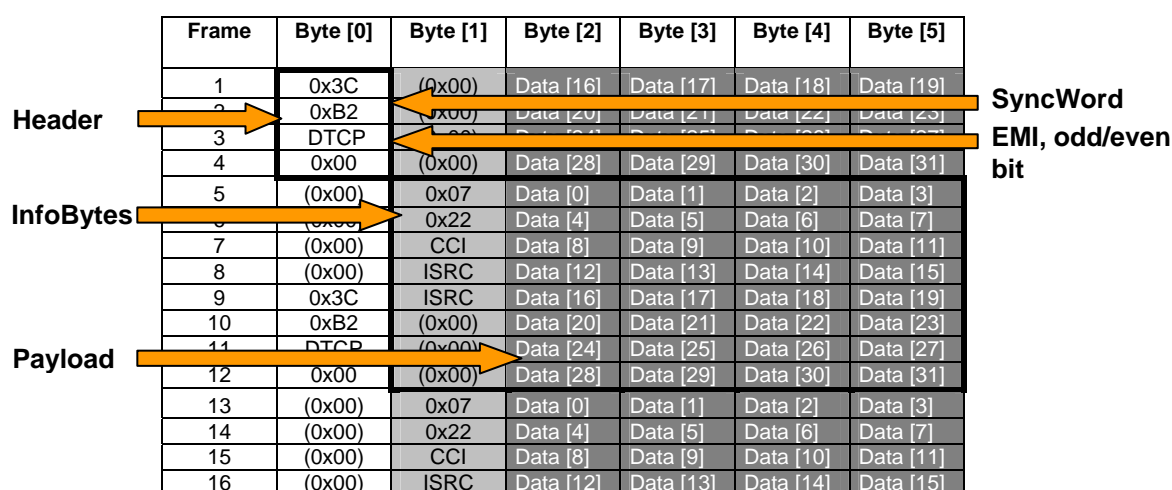 Frame Byte [0] Byte [1] Byte [2] Byte [3] Byte [4] Byte [5]
1 0x3C (0x00) Data [16] Data [17] Data [18] Data [19]
SyncWord
2 0xB2 (0x00) Data [20] Data [21] Data [22] Data [23]
Header
3 DTCP
EMI, odd/even
bit
4 0x00 (0x00) Data [28] Data [29] Data [30] Data [31]
5 (0x00) 0x07 Data [0] Data [1] Data [2] Data [3]
InfoBytes
6 (0x00) 0x22 Data [4] Data [5] Data [6] Data [7]
7 (0x00) CCI Data [8] Data [9] Data [10] Data [11]
8 (0x00) ISRC Data [12] Data [13] Data [14] Data [15]
9 0x3C ISRC Data [16] Data [17] Data [18] Data [19]
10 0xB2 (0x00) Data [20] Data [21] Data [22] Data [23]
Payload
11 DTCP (0x00) Data [24] Data [25] Data [26] Data [27]
12 0x00 (0x00) Data [28] Data [29] Data [30] Data [31]
13 (0x00) 0x07 Data [0] Data [1] Data [2] Data [3]
14 (0x00) 0x22 Data [4] Data [5] Data [6] Data [7]
15 (0x00) CCI Data [8] Data [9] Data [10] Data [11]
16 (0x00) ISRC Data [12] Data [13] Data [14] Data [15]